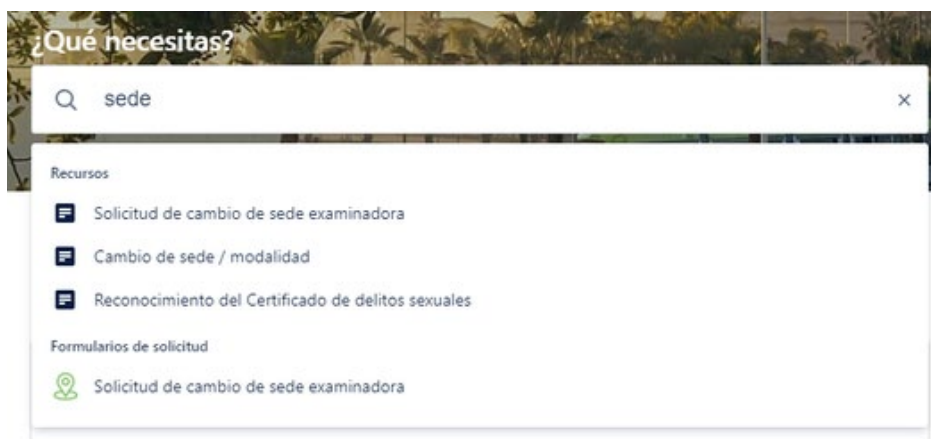 ¿Qué necesitas?
sede
Recursos
Solicitud de cambio de sede examinadora
Cambio de sede / modalidad
Reconocimiento del Certificado de delitos sexuales
Formularios de solicitud
Solicitud de cambio de sede examinadora